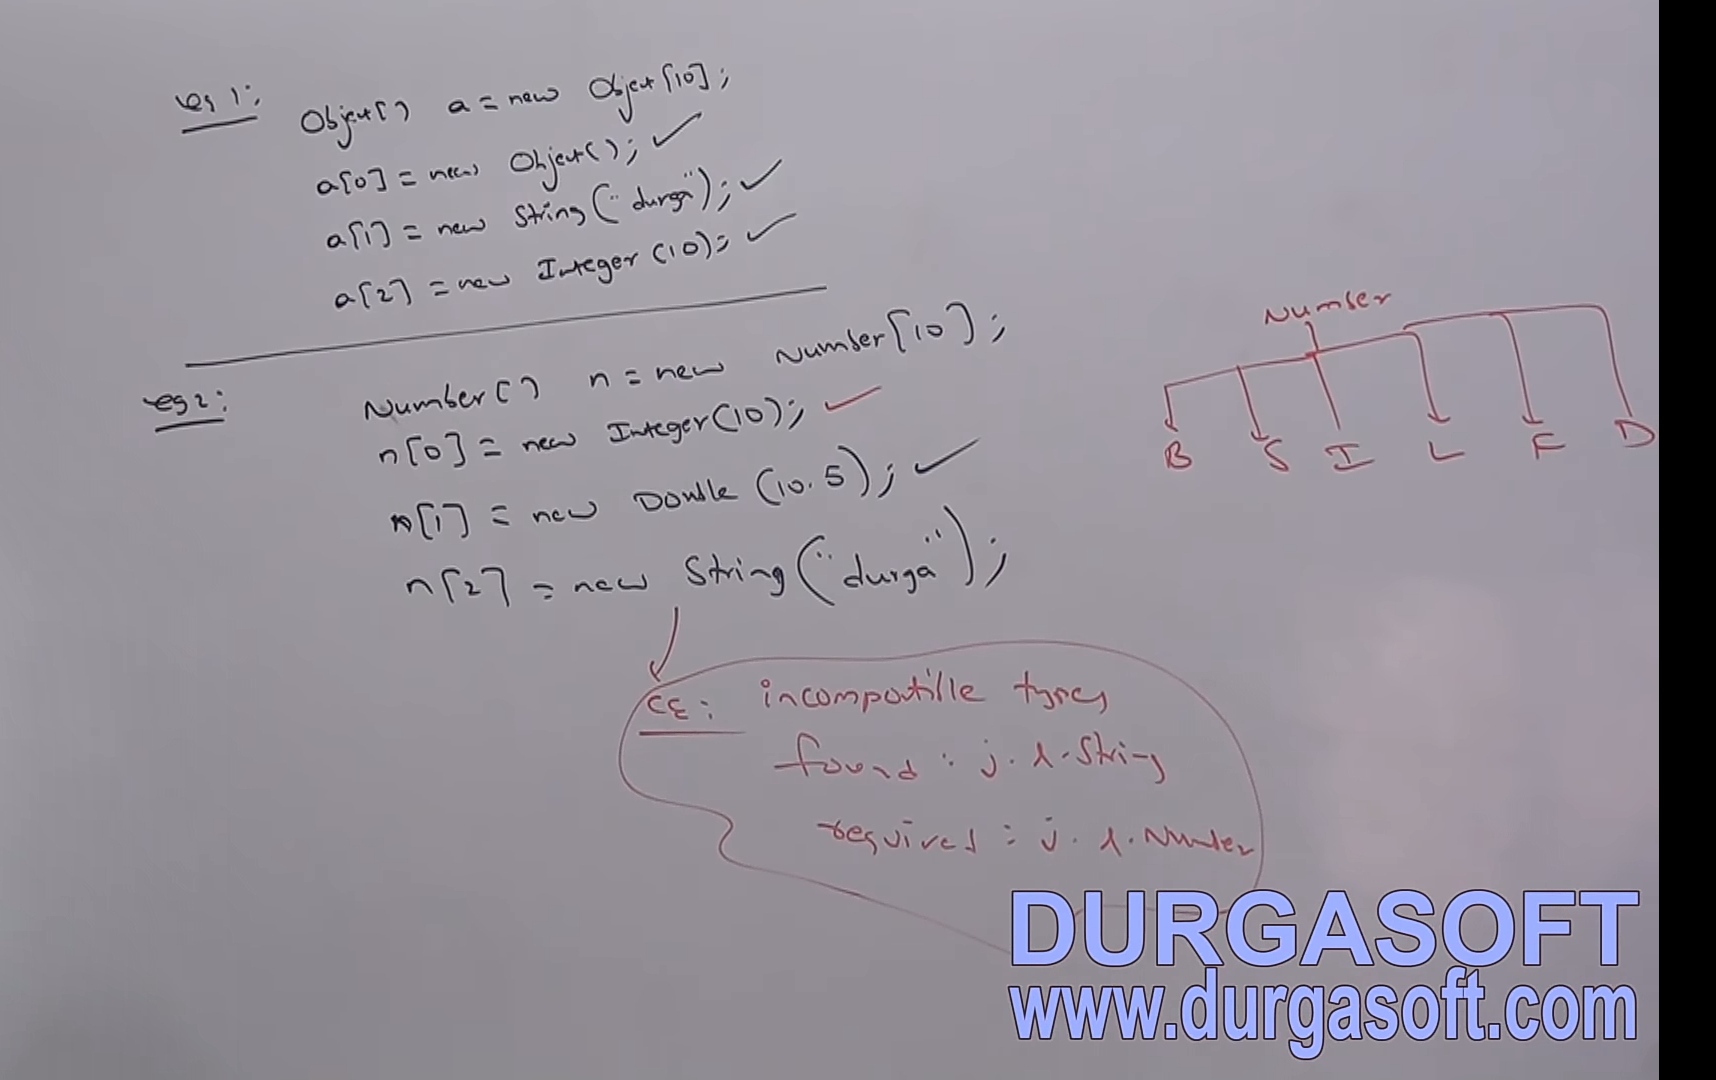 eg 1:
Object[] a = new Object[10];
a[0] = new Object(); ✓
a[1] = new String("durga"); ✓
a[2] = new Integer(10); ✓
eg 2:
Number[] n = new Number[10];
n[0] = new Integer(10); ✓
n[1] = new Double(10.5); ✓
n[2] = new String("durga");
CE: incompatible types
found : j.l.String
required : j.l.Number
Number
B S I L F D
DURGASOFT
www.durgasoft.com